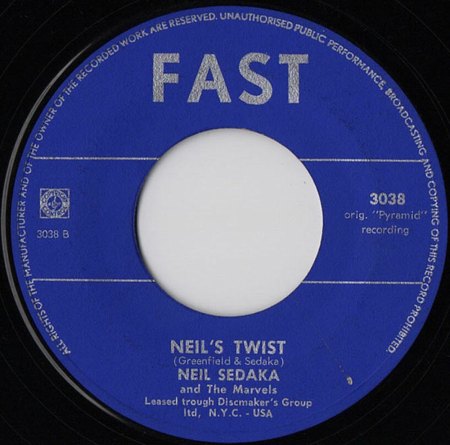 ALL RIGHTS OF THE MANUFACTURER AND OF THE OWNER OF THE RECORDED WORK ARE RESERVED. UNAUTHORISED PUBLIC PERFORMANCE, BROADCASTING AND COPYING OF THIS RECORD PROHIBITED.
FAST
3038 B
3038
orig. "Pyremid"
recording
NEIL'S TWIST
(Greenfield & Sedaka)
NEIL SEDAKA
and The Marvels
Leased trough Discmaker's Group
ltd, N.Y.C. - USA